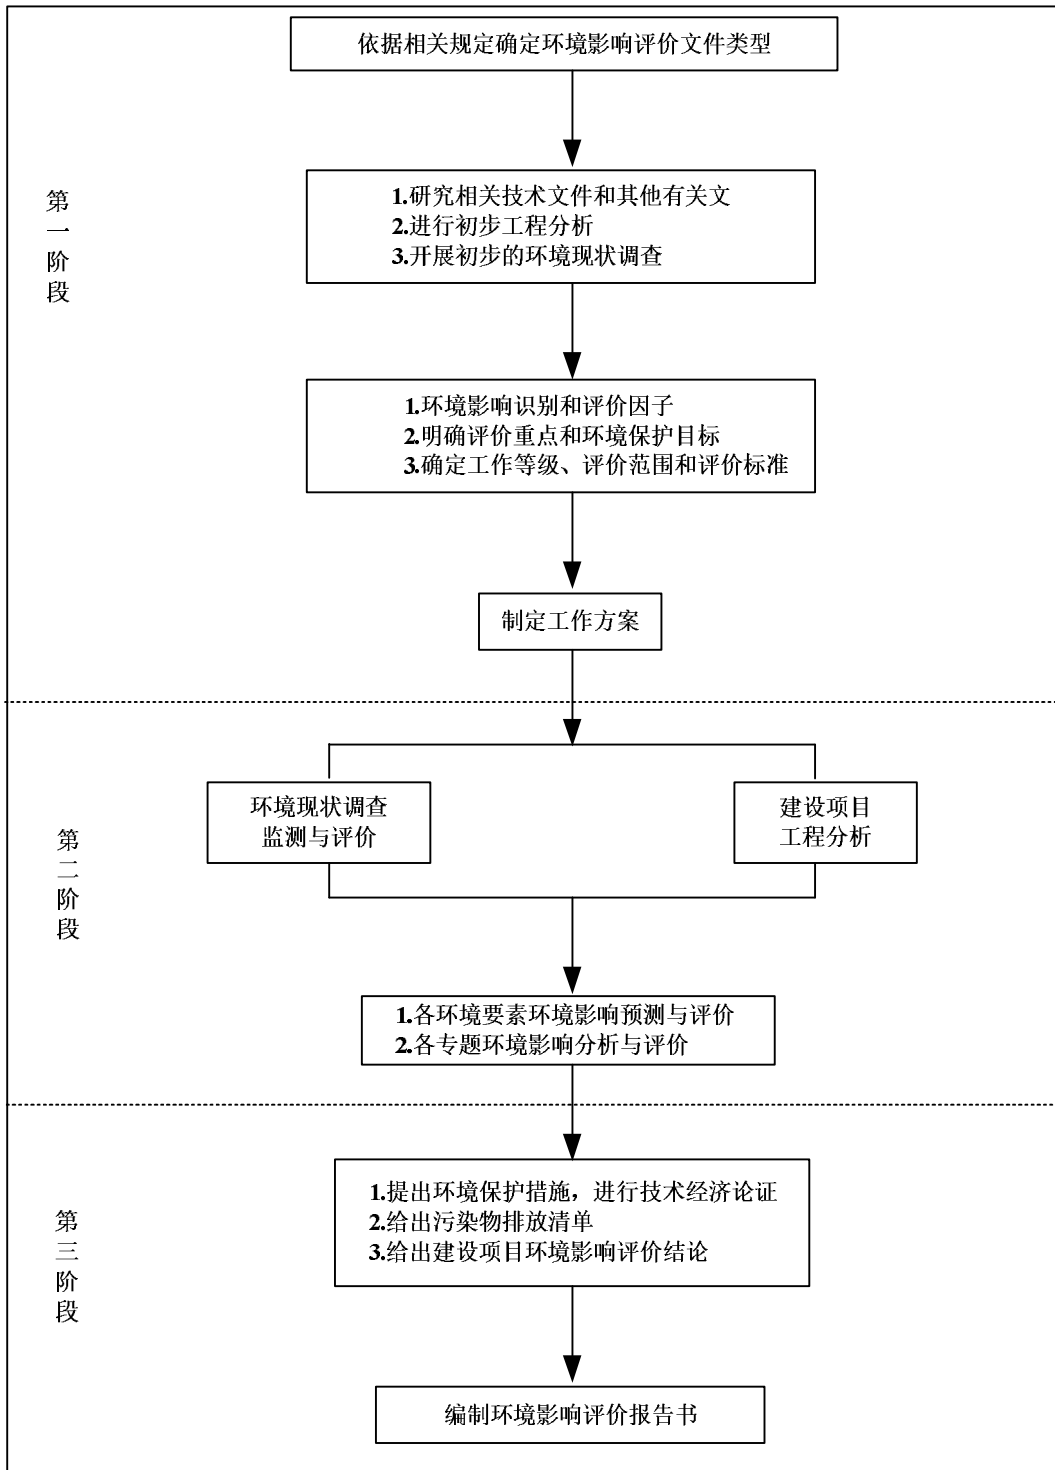 依据相关规定确定环境影响评价文件类型
第一阶段
1.研究相关技术文件和其他有关文
2.进行初步工程分析
3.开展初步的环境现状调查
1.环境影响识别和评价因子
2.明确评价重点和环境保护目标
3.确定工作等级、评价范围和评价标准
制定工作方案
第二阶段
环境现状调查
监测与评价
建设项目
工程分析
1.各环境要素环境影响预测与评价
2.各专题环境影响分析与评价
第三阶段
1.提出环境保护措施，进行技术经济论证
2.给出污染物排放清单
3.给出建设项目环境影响评价结论
编制环境影响评价报告书